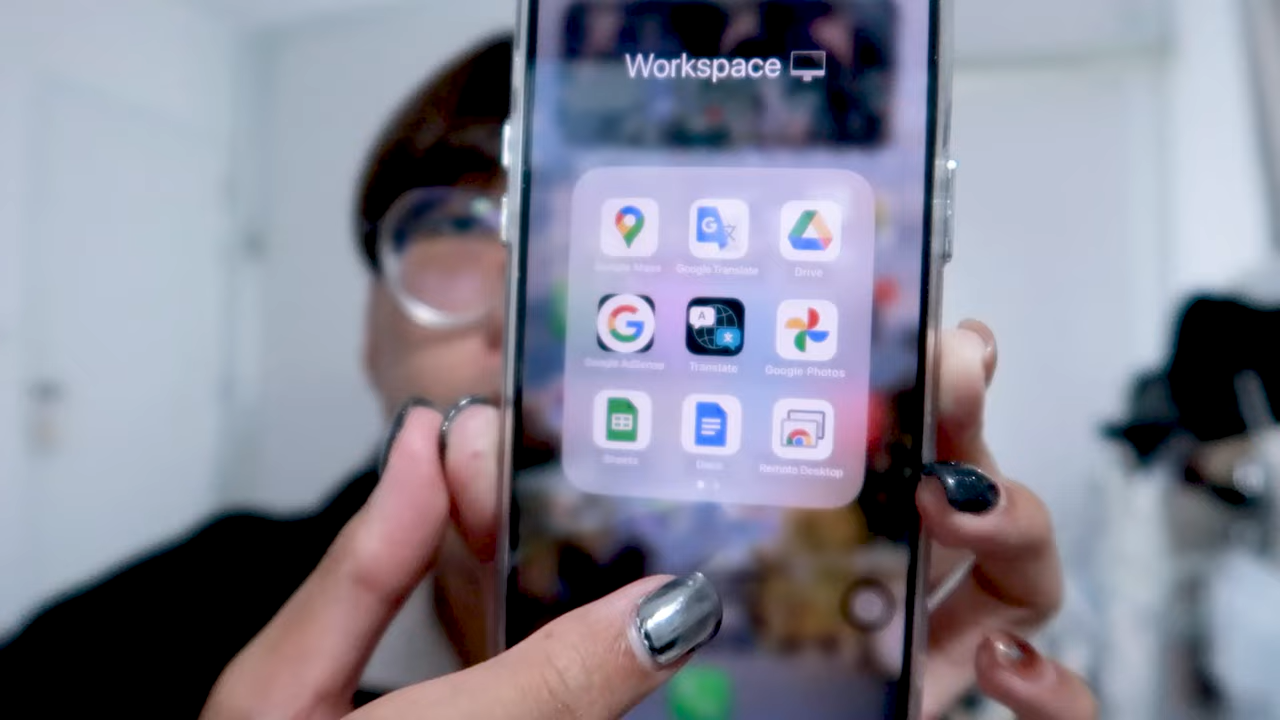 Workspace 🖥️
Google Maps
Google Translate
Drive
Google AdSense
Translate
Google Photos
Sheets
Docs
Remote Desktop